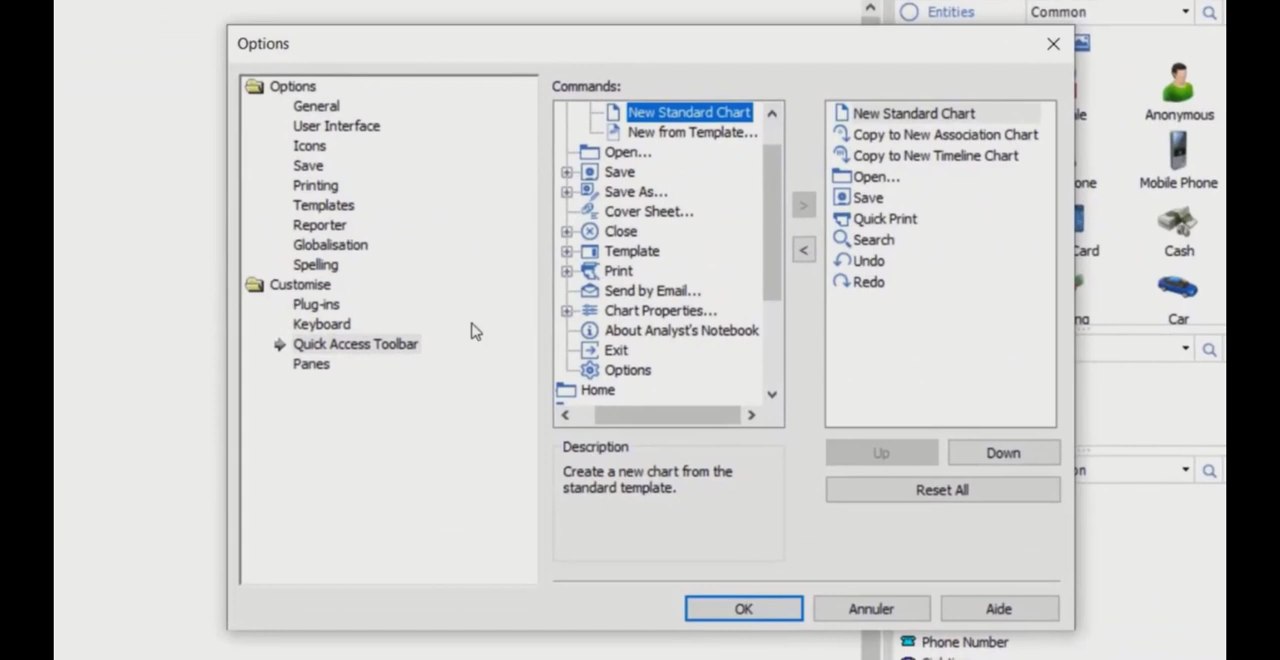 Entities
Common
Options
Options
General
User Interface
Icons
Save
Printing
Templates
Reporter
Globalisation
Spelling
Customise
Plug-ins
Keyboard
Quick Access Toolbar
Panes
Commands:
New Standard Chart
New from Template...
Open...
Save
Save As...
Cover Sheet...
Close
Template
Print
Send by Email...
Chart Properties...
About Analyst's Notebook
Exit
Options
Home
>
<
New Standard Chart
Copy to New Association Chart
Copy to New Timeline Chart
Open...
Save
Quick Print
Search
Undo
Redo
Up
Down
Reset All
Description
Create a new chart from the
standard template.
OK
Annuler
Aide
Anonymous
Mobile Phone
Cash
Car
Phone Number